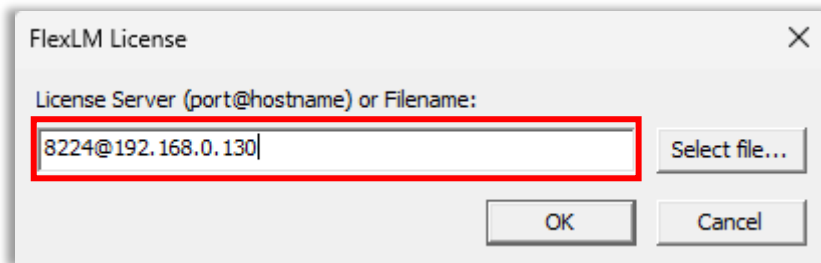 FlexLM License
License Server (port@hostname) or Filename:
8224@192.168.0.130
Select file...
OK
Cancel